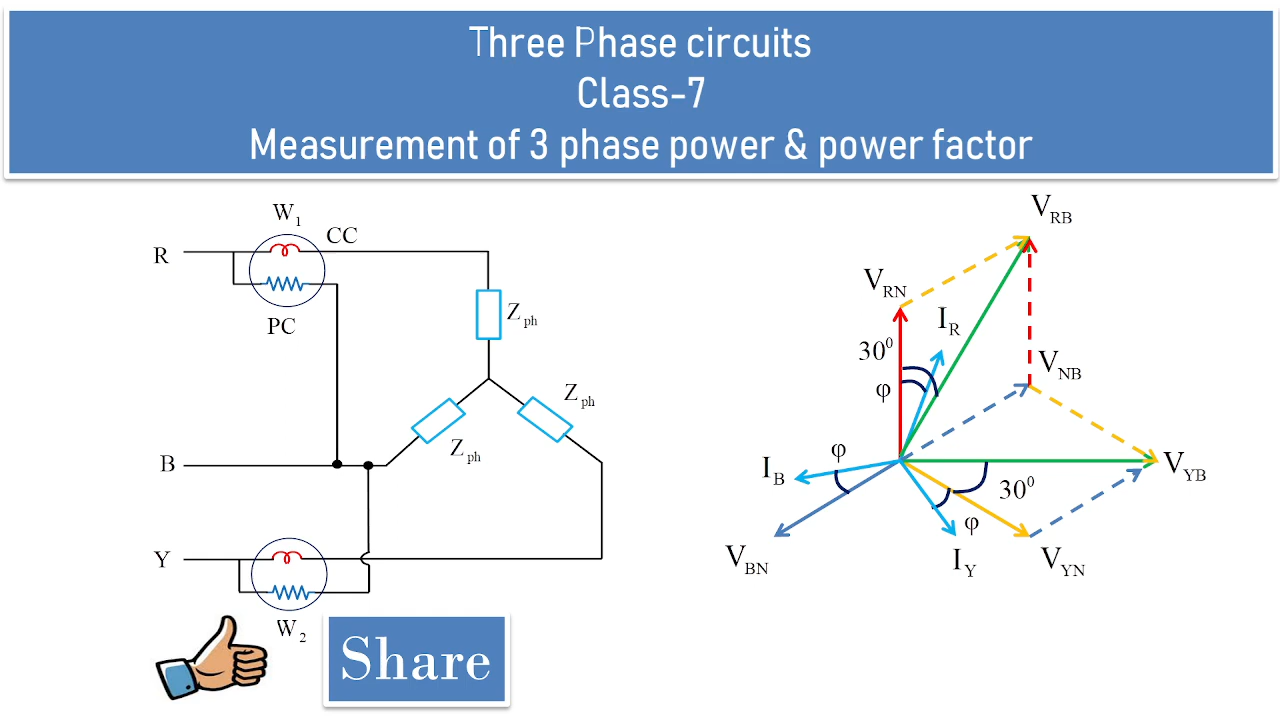 Three Phase circuits
Class-7
Measurement of 3 phase power & power factor
W1
CC
R
PC
Zph
Zph
Zph
B
Y
W2
Share
VRB
VRN
IR
30⁰
φ
VNB
φ
IB
VYB
30⁰
φ
VBN
IY
VYN